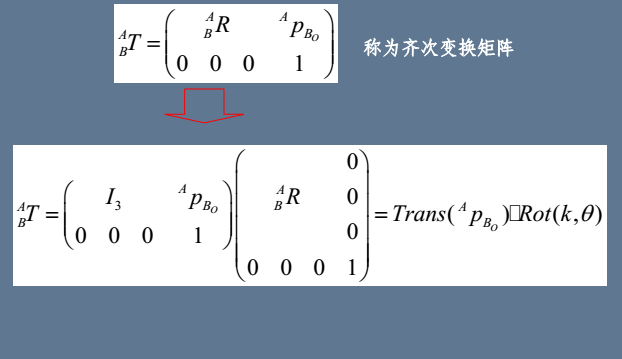 ^A_B T = ( ^A_B R ^A p_{B_O} ; 0 0 0 1 ) 称为齐次变换矩阵
^A_B T = ( I_3 ^A p_{B_O} ; 0 0 0 1 ) ( ^A_B R 0 0 0 ; 0 0 0 1 ) = Trans( ^A p_{B_O} )□Rot(k,θ)